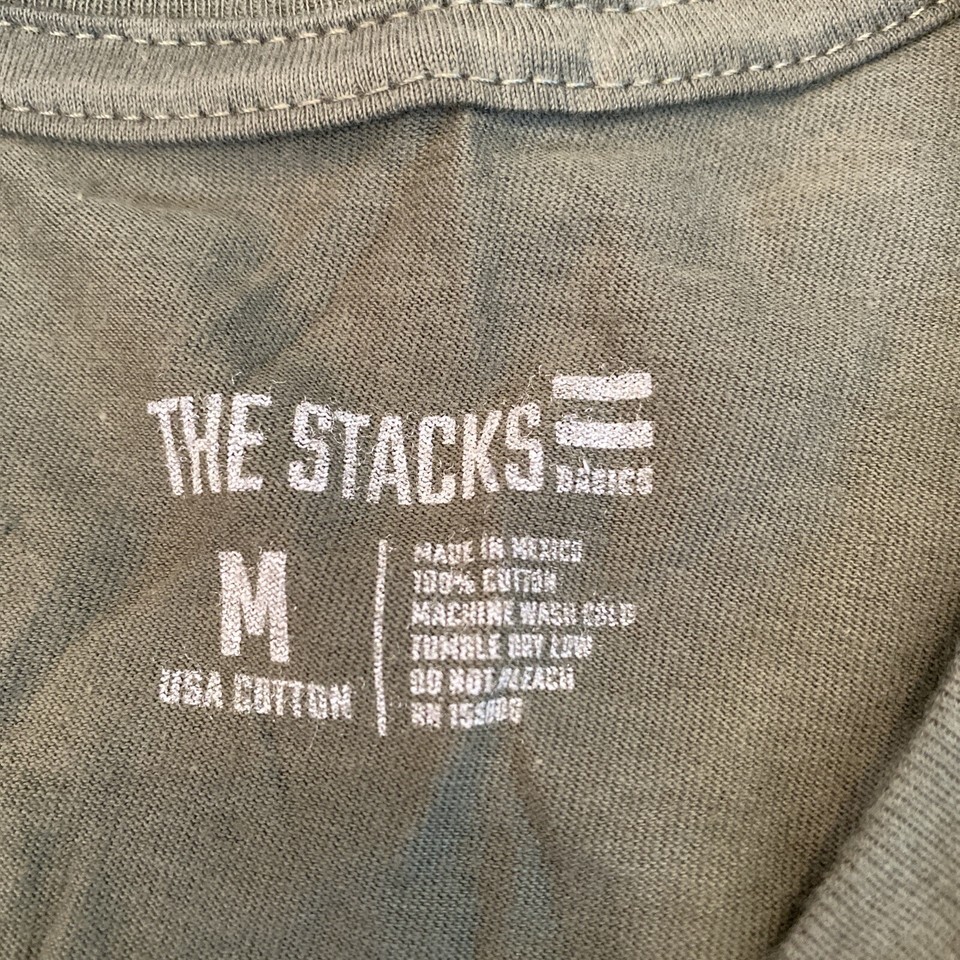 THE STACKS
BASICS
M
USA COTTON
MADE IN MEXICO
100% COTTON
MACHINE WASH COLD
TUMBLE DRY LOW
DO NOT BLEACH
RN